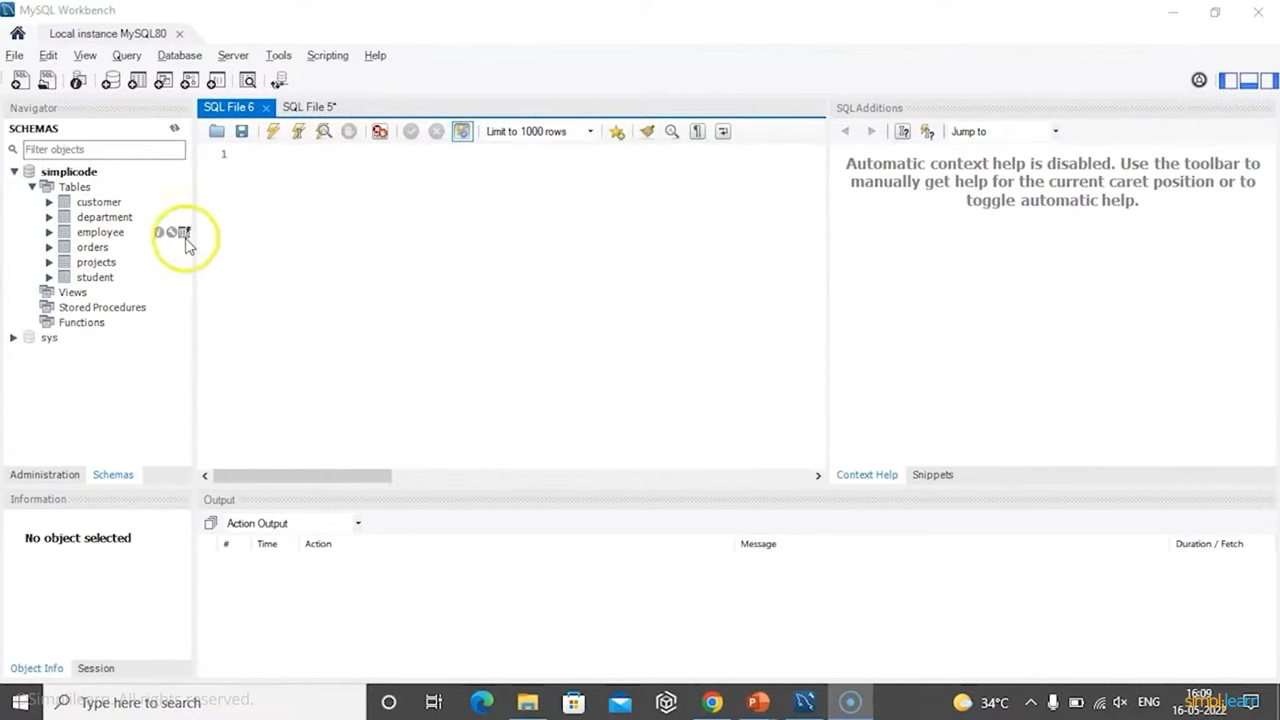 MySQL Workbench
Local instance MySQL80
File Edit View Query Database Server Tools Scripting Help
Navigator
SCHEMAS
Filter objects
simplicode
Tables
customer
department
employee
orders
projects
student
Views
Stored Procedures
Functions
sys
Administration Schemas
Information
No object selected
Object Info Session
SQL File 6 SQL File 5*
Limit to 1000 rows
1
Output
Action Output
# Time Action Message Duration / Fetch
SQLAdditions
Jump to
Automatic context help is disabled. Use the toolbar to
manually get help for the current caret position or to
toggle automatic help.
Context Help Snippets
Simplilearn. All rights reserved.
Type here to search
34°C
ENG
16:09
16-05-2022
simplilearn